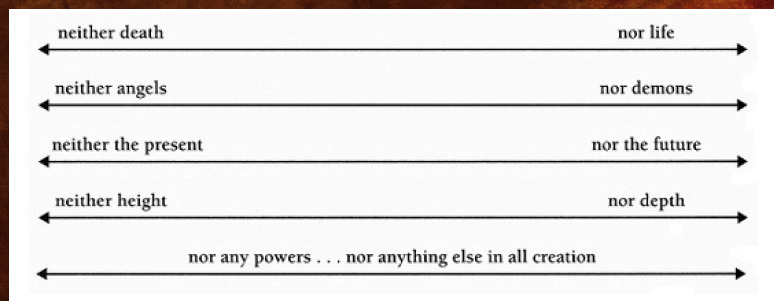 neither death nor life
neither angels nor demons
neither the present nor the future
neither height nor depth
nor any powers . . . nor anything else in all creation